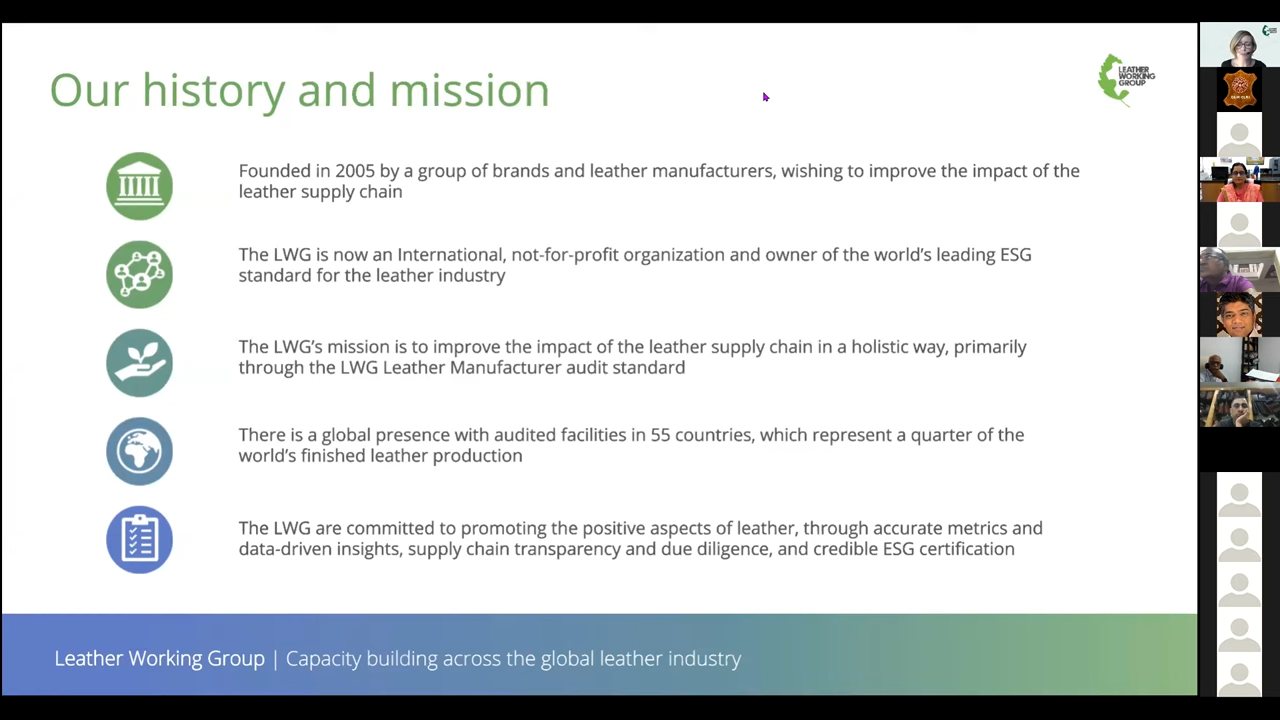 Our history and mission
LEATHER
WORKING
GROUP
Founded in 2005 by a group of brands and leather manufacturers, wishing to improve the impact of the
leather supply chain
The LWG is now an International, not-for-profit organization and owner of the world's leading ESG
standard for the leather industry
The LWG's mission is to improve the impact of the leather supply chain in a holistic way, primarily
through the LWG Leather Manufacturer audit standard
There is a global presence with audited facilities in 55 countries, which represent a quarter of the
world's finished leather production
The LWG are committed to promoting the positive aspects of leather, through accurate metrics and
data-driven insights, supply chain transparency and due diligence, and credible ESG certification
Leather Working Group | Capacity building across the global leather industry